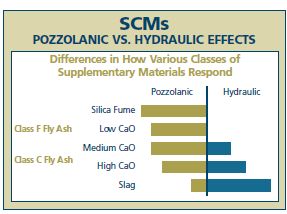 SCMs
POZZOLANIC VS. HYDRAULIC EFFECTS
Differences in How Various Classes of
Supplementary Materials Respond
Pozzolanic Hydraulic
Silica Fume
Class F Fly Ash Low CaO
Medium CaO
Class C Fly Ash
High CaO
Slag